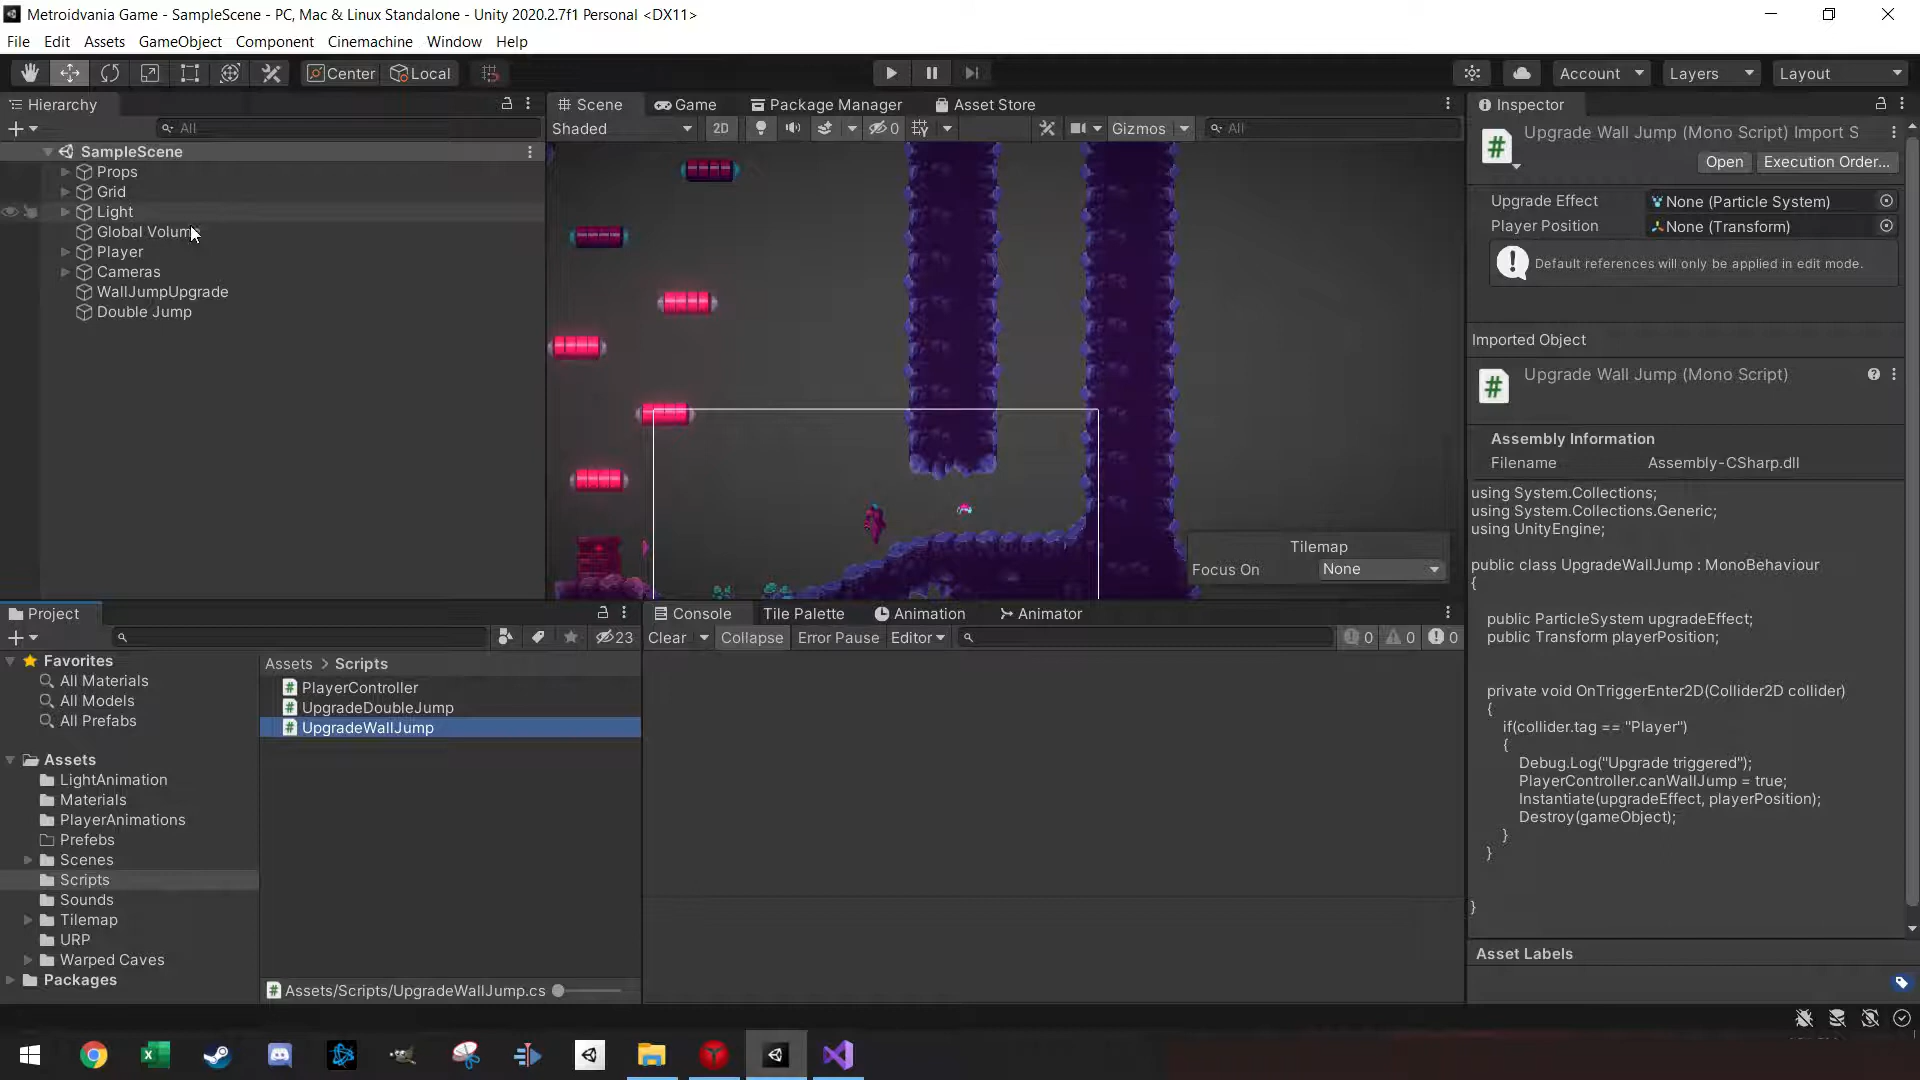 Metroidvania Game - SampleScene - PC, Mac & Linux Standalone - Unity 2020.2.7f1 Personal <DX11>
File Edit Assets GameObject Component Cinemachine Window Help
Center Local Account Layers Layout
Hierarchy
All
SampleScene
Props
Grid
Light
Global Volum
Player
Cameras
WallJumpUpgrade
Double Jump
Scene Game Package Manager Asset Store
Shaded 2D 0 Gizmos All
Tilemap
Focus On None
Project
23
Favorites
All Materials
All Models
All Prefabs
Assets
LightAnimation
Materials
PlayerAnimations
Prefebs
Scenes
Scripts
Sounds
Tilemap
URP
Warped Caves
Packages
Assets > Scripts
PlayerController
UpgradeDoubleJump
UpgradeWallJump
Assets/Scripts/UpgradeWallJump.cs
Console Tile Palette Animation Animator
Clear Collapse Error Pause Editor 0 0 0
Inspector
Upgrade Wall Jump (Mono Script) Import S
Open Execution Order...
Upgrade Effect None (Particle System)
Player Position None (Transform)
Default references will only be applied in edit mode.
Imported Object
Upgrade Wall Jump (Mono Script)
Assembly Information
Filename Assembly-CSharp.dll
using System.Collections;
using System.Collections.Generic;
using UnityEngine;
public class UpgradeWallJump : MonoBehaviour
{
public ParticleSystem upgradeEffect;
public Transform playerPosition;
private void OnTriggerEnter2D(Collider2D collider)
{
if(collider.tag == "Player")
{
Debug.Log("Upgrade triggered");
PlayerController.canWallJump = true;
Instantiate(upgradeEffect, playerPosition);
Destroy(gameObject);
}
}
}
Asset Labels